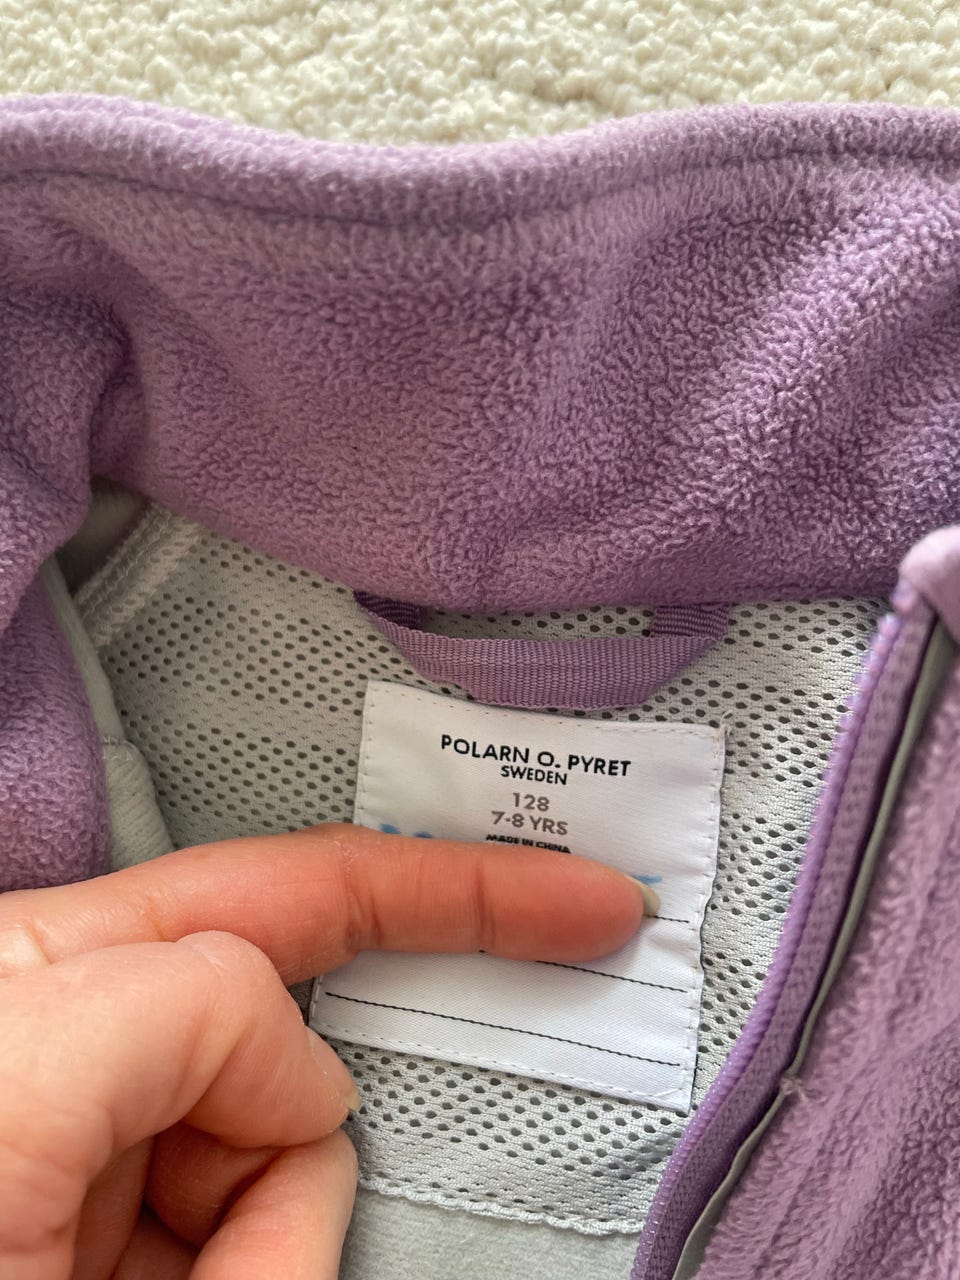 POLARN O. PYRET
SWEDEN
128
7-8 YRS
MADE IN CHINA